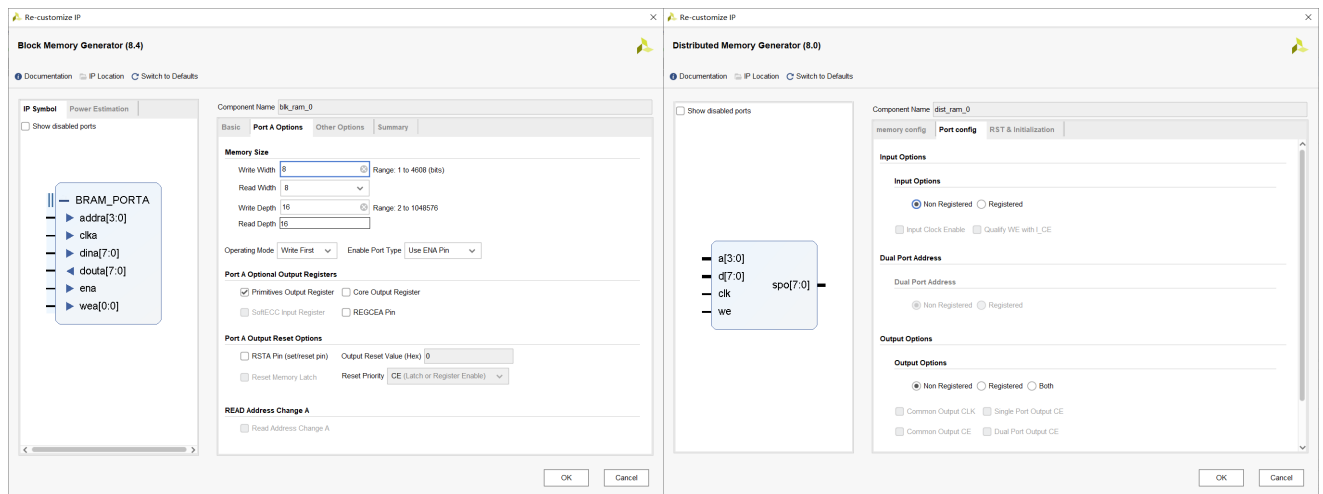 Re-customize IP
Block Memory Generator (8.4)
Documentation IP Location Switch to Defaults
IP Symbol Power Estimation
Show disabled ports
BRAM_PORTA
addra[3:0]
clka
dina[7:0]
douta[7:0]
ena
wea[0:0]
Component Name blk_ram_0
Basic Port A Options Other Options Summary
Memory Size
Write Width 8 Range: 1 to 4608 (bits)
Read Width 8
Write Depth 16 Range: 2 to 1048576
Read Depth 16
Operating Mode Write First Enable Port Type Use ENA Pin
Port A Optional Output Registers
Primitives Output Register Core Output Register
SoftECC Input Register REGCEA Pin
Port A Output Reset Options
RSTA Pin (set/reset pin) Output Reset Value (Hex) 0
Reset Memory Latch Reset Priority CE (Latch or Register Enable)
READ Address Change A
Read Address Change A
OK Cancel
Re-customize IP
Distributed Memory Generator (8.0)
Documentation IP Location Switch to Defaults
Show disabled ports
a[3:0]
d[7:0]
spo[7:0]
clk
we
Component Name dist_ram_0
memory config Port config RST & Initialization
Input Options
Input Options
Non Registered Registered
Input Clock Enable Qualify WE with I_CE
Dual Port Address
Dual Port Address
Non Registered Registered
Output Options
Output Options
Non Registered Registered Both
Common Output CLK Single Port Output CE
Common Output CE Dual Port Output CE
OK Cancel